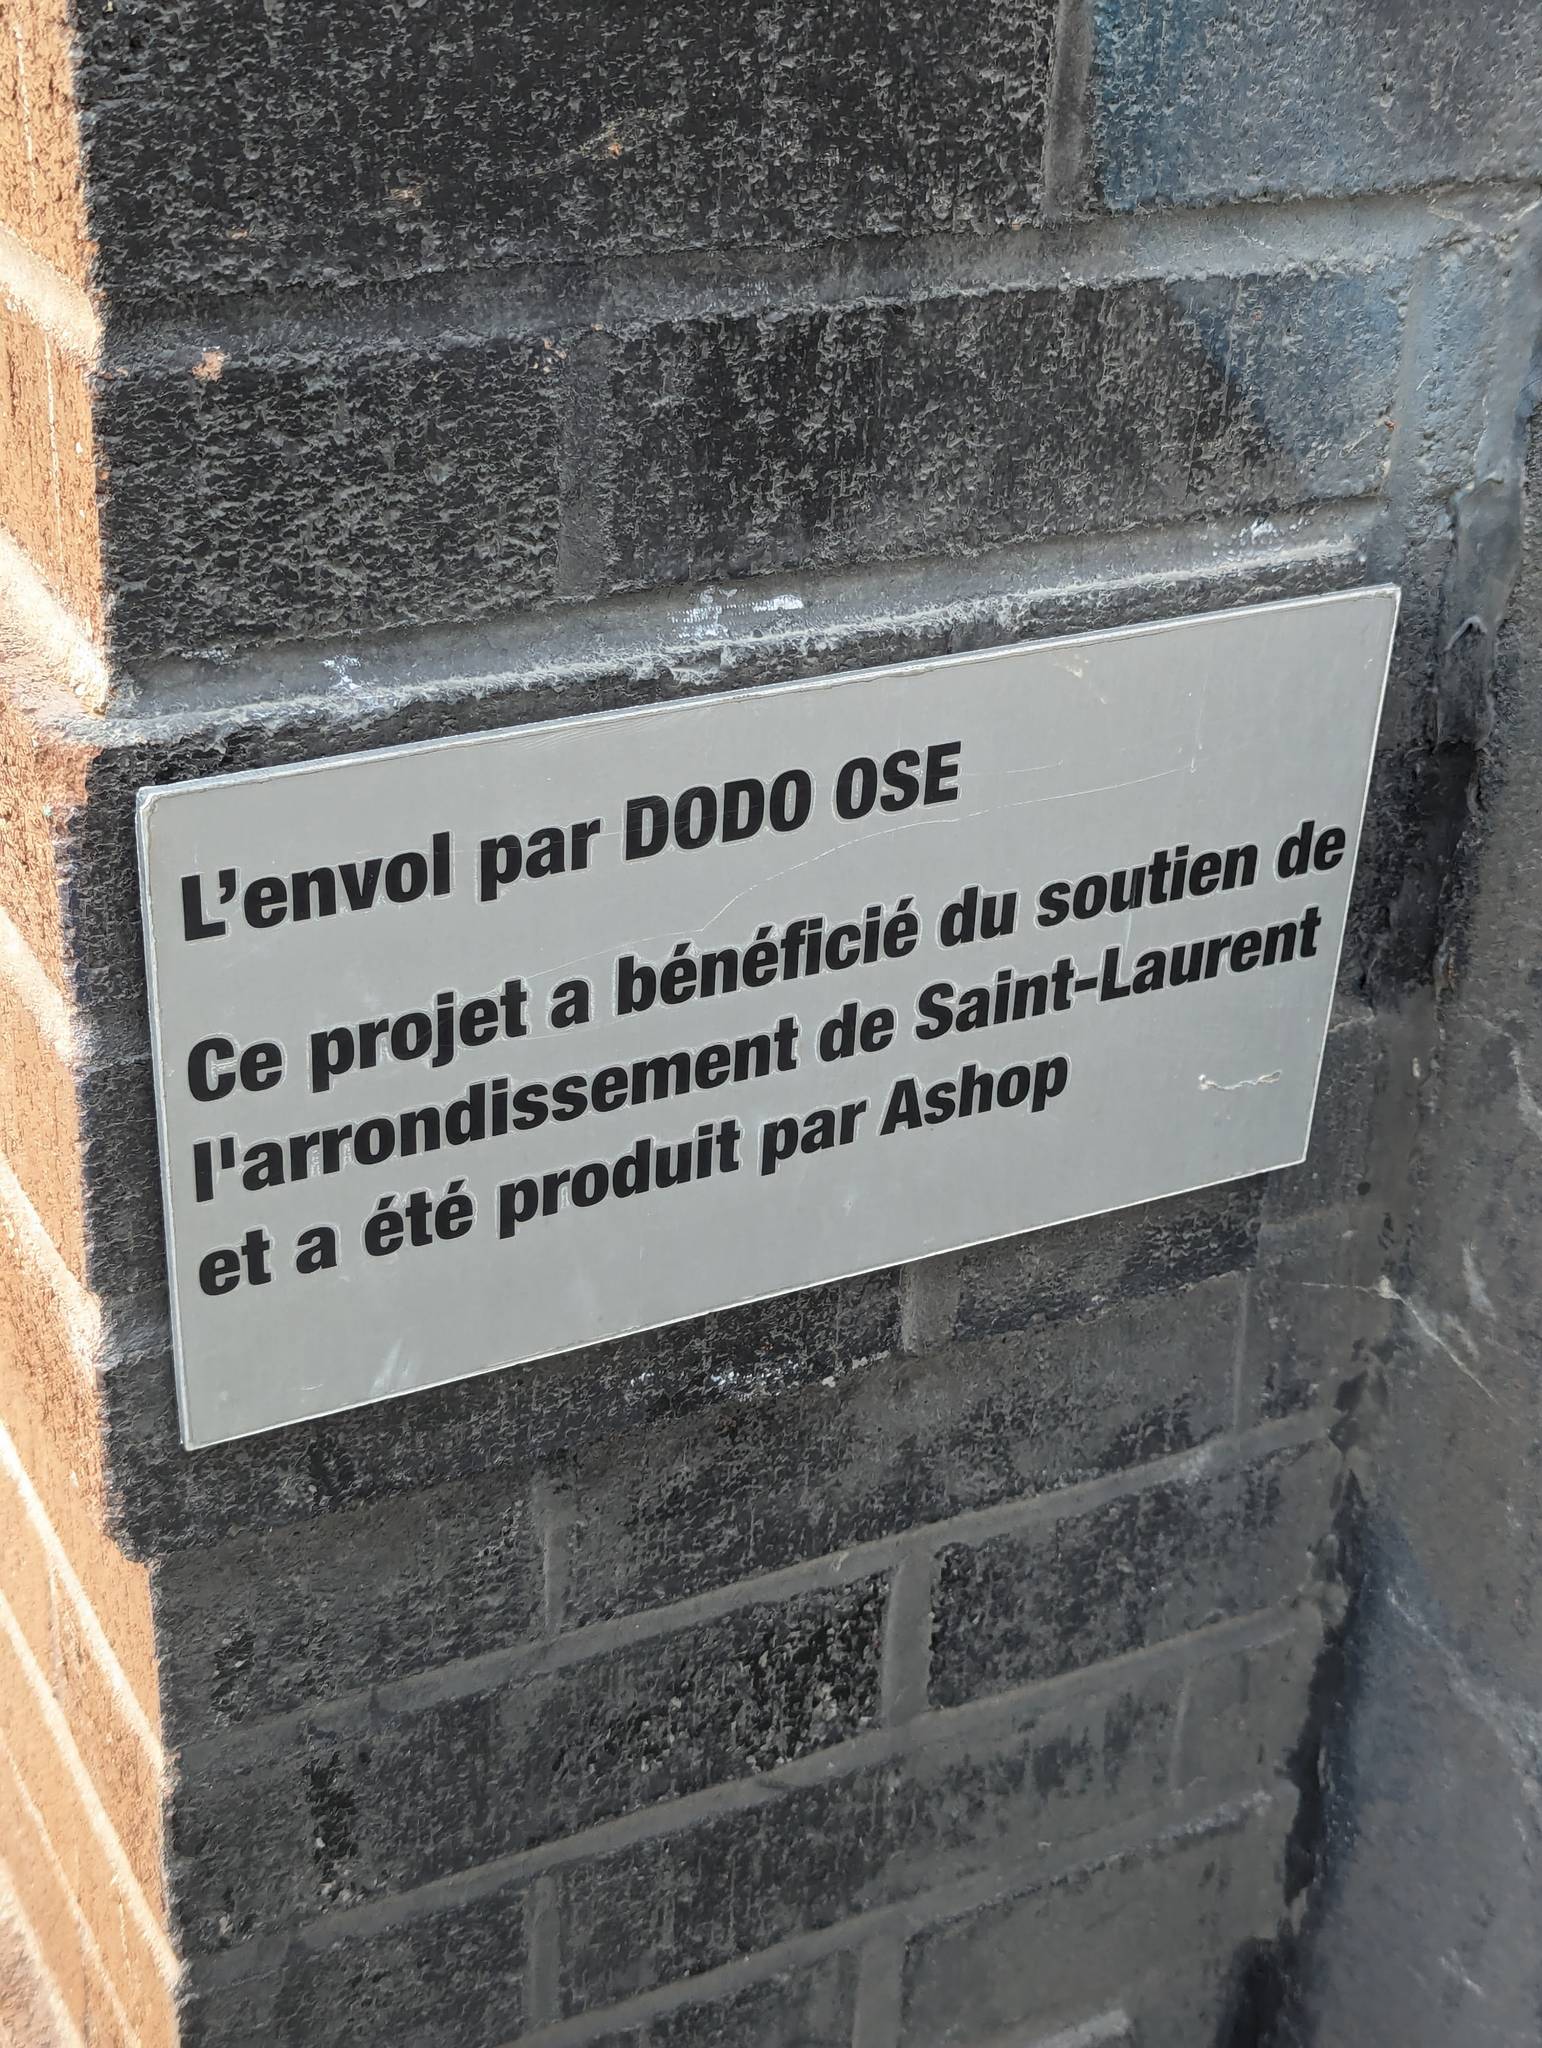 L’envol par DODO OSE
Ce projet a bénéficié du soutien de
l'arrondissement de Saint-Laurent
et a été produit par Ashop